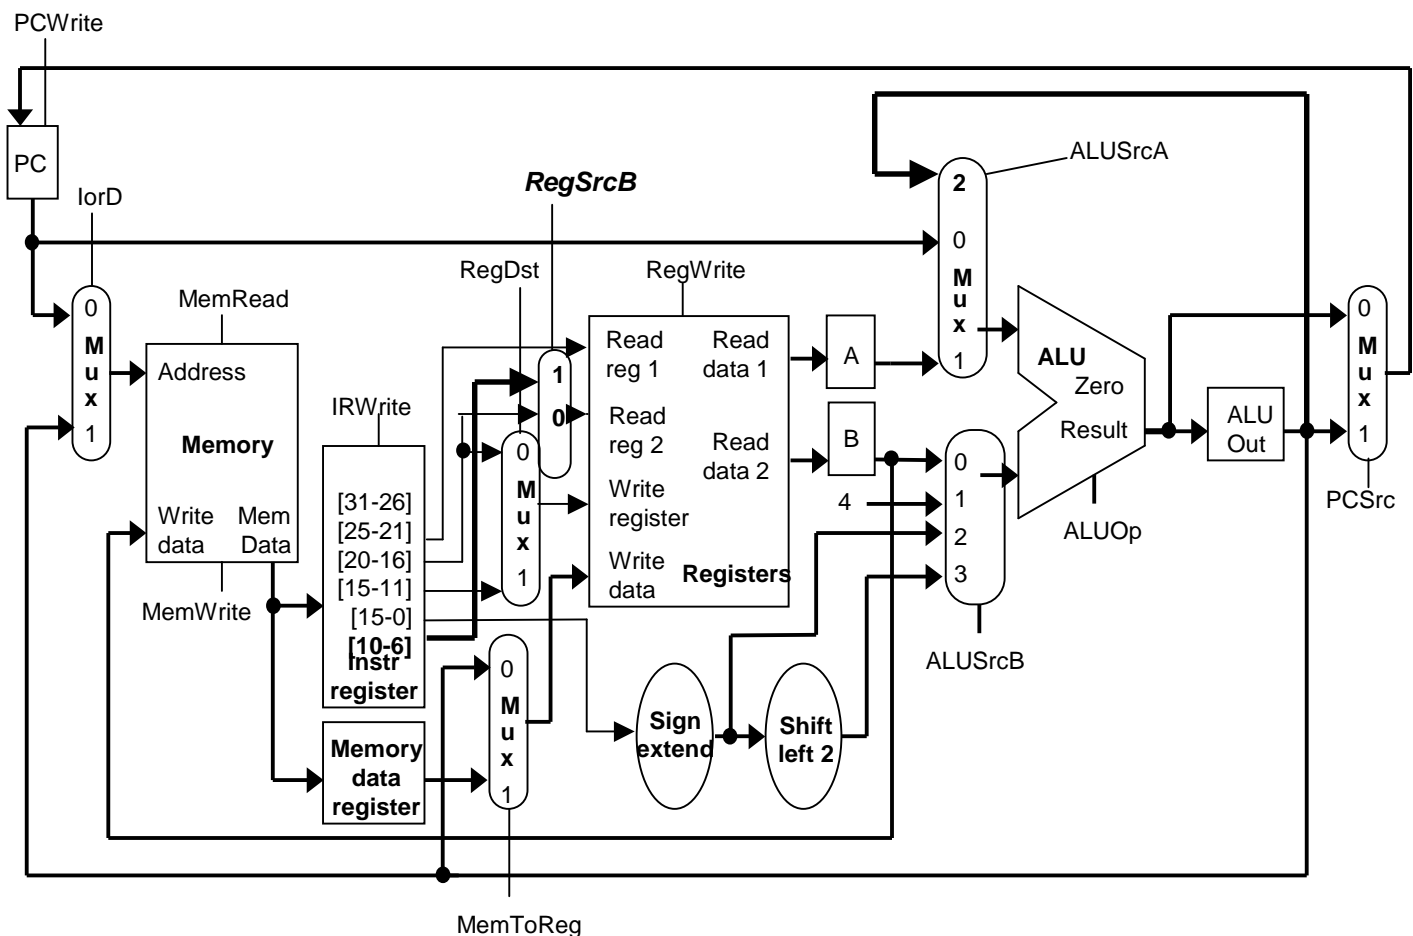 PCWrite
PC
IorD
0
M
u
x
1
MemRead
Address
Memory
Write
data
Mem
Data
MemWrite
IRWrite
[31-26]
[25-21]
[20-16]
[15-11]
[15-0]
[10-6]
Instr
register
Memory
data
register
RegDst
0
M
u
x
1
RegSrcB
1
0
0
M
u
x
1
MemToReg
RegWrite
Read
reg 1
Read
reg 2
Write
register
Write
data
Read
data 1
Read
data 2
Registers
A
B
4
Sign
extend
Shift
left 2
ALUSrcA
2
0
M
u
x
1
0
1
2
3
ALUSrcB
ALU
Zero
Result
ALUOp
ALU
Out
0
M
u
x
1
PCSrc